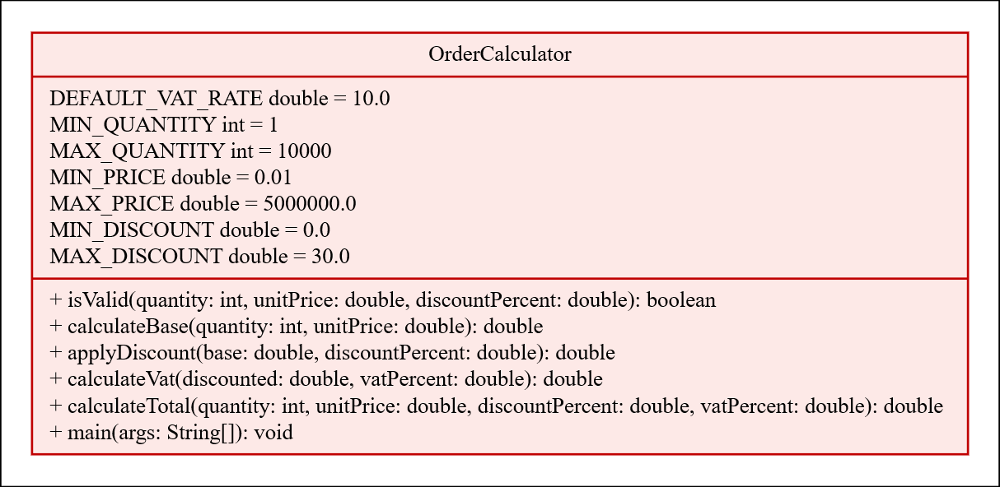 OrderCalculator
DEFAULT_VAT_RATE double = 10.0
MIN_QUANTITY int = 1
MAX_QUANTITY int = 10000
MIN_PRICE double = 0.01
MAX_PRICE double = 5000000.0
MIN_DISCOUNT double = 0.0
MAX_DISCOUNT double = 30.0
+ isValid(quantity: int, unitPrice: double, discountPercent: double): boolean
+ calculateBase(quantity: int, unitPrice: double): double
+ applyDiscount(base: double, discountPercent: double): double
+ calculateVat(discounted: double, vatPercent: double): double
+ calculateTotal(quantity: int, unitPrice: double, discountPercent: double, vatPercent: double): double
+ main(args: String[]): void